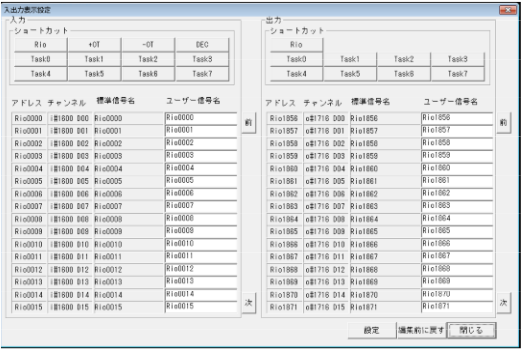 入出力表示設定
入力
ショートカット
Rio +OT -OT DEC
Task0 Task1 Task2 Task3
Task4 Task5 Task6 Task7
アドレス チャンネル 標準信号名 ユーザー信号名
前
Rio0000 i#1600 D00 Rio0000 Rio0000
Rio0001 i#1600 D01 Rio0001 Rio0001
Rio0002 i#1600 D02 Rio0002 Rio0002
Rio0003 i#1600 D03 Rio0003 Rio0003
Rio0004 i#1600 D04 Rio0004 Rio0004
Rio0005 i#1600 D05 Rio0005 Rio0005
Rio0006 i#1600 D06 Rio0006 Rio0006
Rio0007 i#1600 D07 Rio0007 Rio0007
Rio0008 i#1600 D08 Rio0008 Rio0008
Rio0009 i#1600 D09 Rio0009 Rio0009
Rio0010 i#1600 D10 Rio0010 Rio0010
Rio0011 i#1600 D11 Rio0011 Rio0011
Rio0012 i#1600 D12 Rio0012 Rio0012
Rio0013 i#1600 D13 Rio0013 Rio0013
Rio0014 i#1600 D14 Rio0014 Rio0014
Rio0015 i#1600 D15 Rio0015 Rio0015
次
出力
ショートカット
Rio
Task0 Task1 Task2 Task3
Task4 Task5 Task6 Task7
アドレス チャンネル 標準信号名 ユーザー信号名
前
Rio1856 o#1716 D00 Rio1856 Rio1856
Rio1857 o#1716 D01 Rio1857 Rio1857
Rio1858 o#1716 D02 Rio1858 Rio1858
Rio1859 o#1716 D03 Rio1859 Rio1859
Rio1860 o#1716 D04 Rio1860 Rio1860
Rio1861 o#1716 D05 Rio1861 Rio1861
Rio1862 o#1716 D06 Rio1862 Rio1862
Rio1863 o#1716 D07 Rio1863 Rio1863
Rio1864 o#1716 D08 Rio1864 Rio1864
Rio1865 o#1716 D09 Rio1865 Rio1865
Rio1866 o#1716 D10 Rio1866 Rio1866
Rio1867 o#1716 D11 Rio1867 Rio1867
Rio1868 o#1716 D12 Rio1868 Rio1868
Rio1869 o#1716 D13 Rio1869 Rio1869
Rio1870 o#1716 D14 Rio1870 Rio1870
Rio1871 o#1716 D15 Rio1871 Rio1871
次
設定 編集前に戻す 閉じる